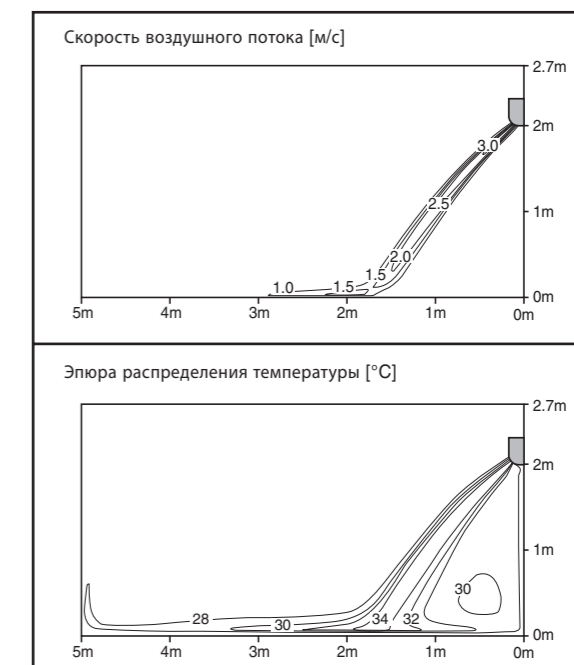 Скорость воздушного потока [м/с]
2.7m
2m
3.0
2.5
1m
2.0
1.5
1.0 1.5
0m
5m 4m 3m 2m 1m 0m
Эпюра распределения температуры [°C]
2.7m
2m
1m
30
28 30 34 32
0m
5m 4m 3m 2m 1m 0m